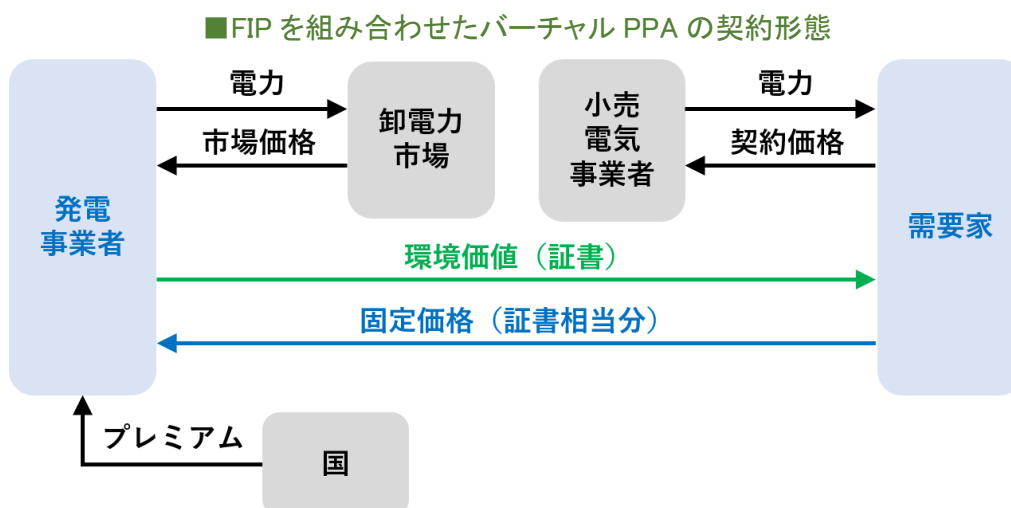 ■FIPを組み合わせたバーチャルPPAの契約形態
電力
市場価格
卸電力
市場
小売
電気
事業者
電力
契約価格
発電
事業者
需要家
環境価値（証書）
固定価格（証書相当分）
プレミアム
国